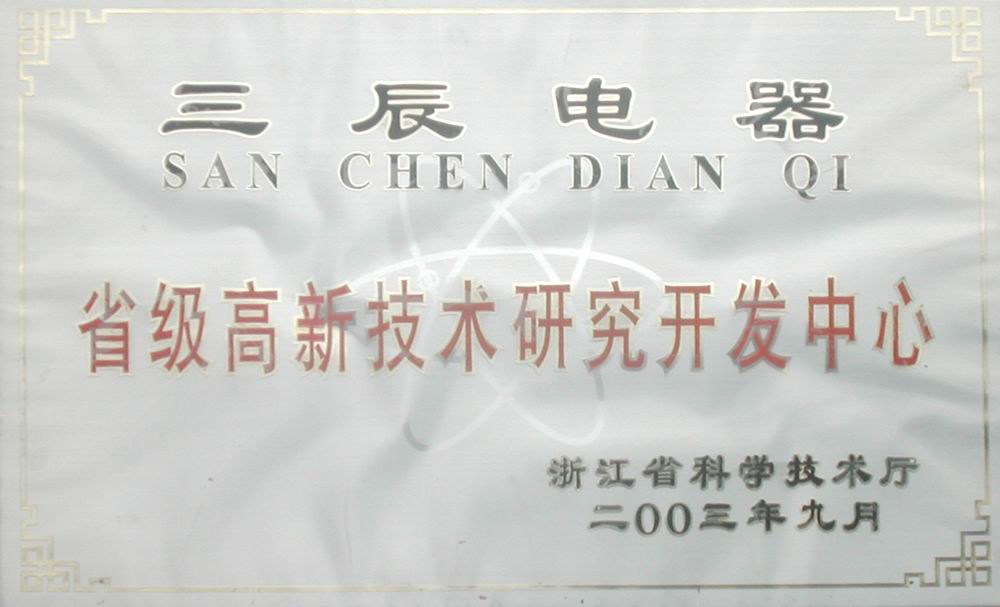 三辰电器
SAN CHEN DIAN QI
省级高新技术研究开发中心
浙江省科学技术厅
二00三年九月